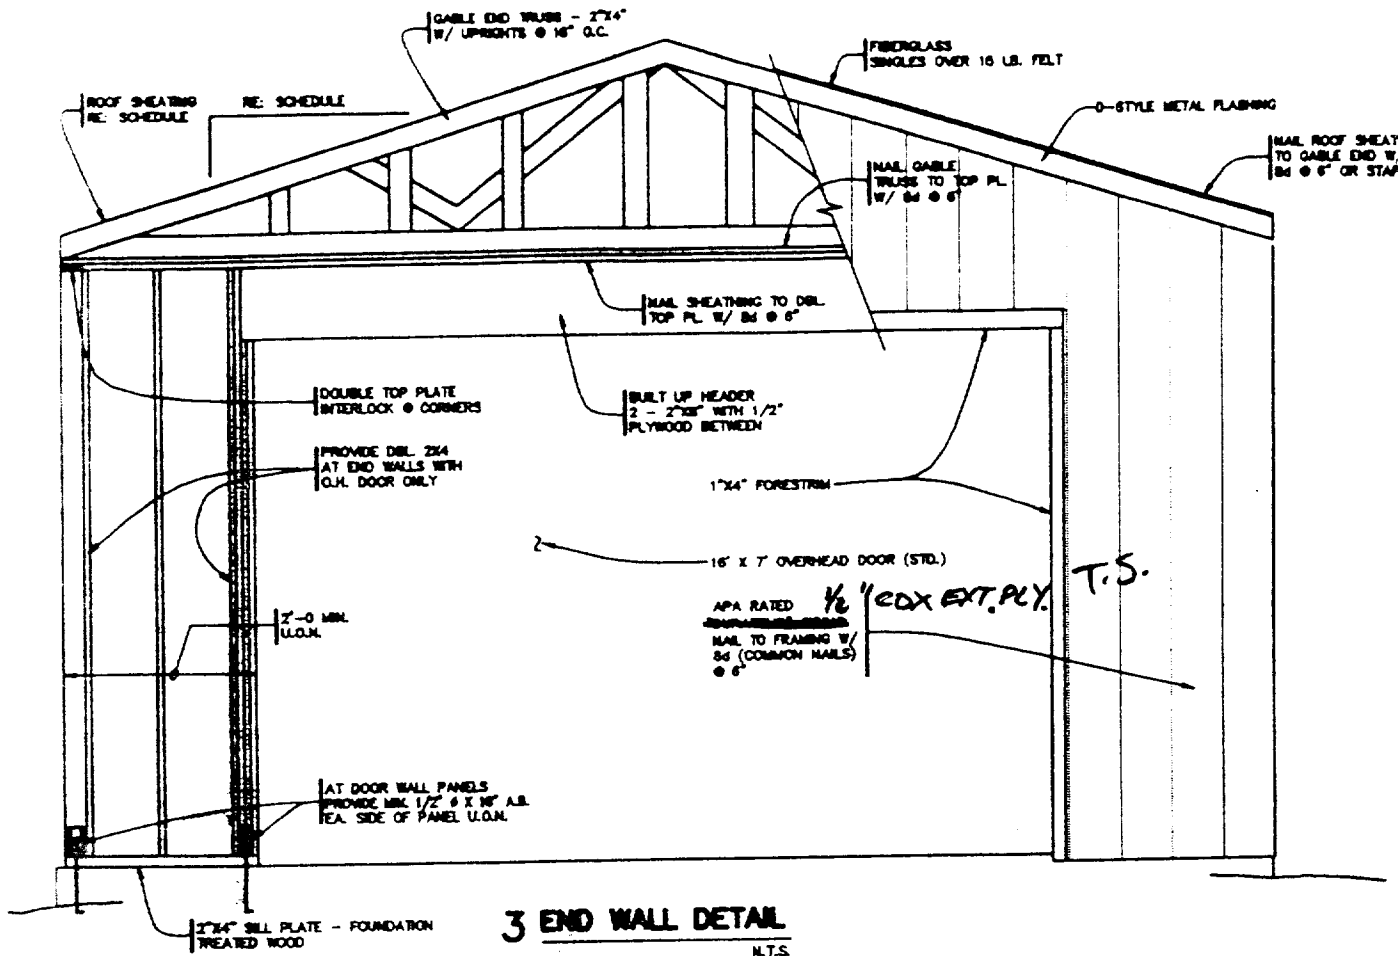 GABLE END TRUSS - 2"X4"
W/ UPRIGHTS @ 16" O.C.
FIBERGLASS
SINGLES OVER 15 LB. FELT
ROOF SHEATING
RE: SCHEDULE
RE: SCHEDULE
D-STYLE METAL FLASHING
NAIL ROOF SHEAT
TO GABLE END W/
8d @ 6" OR STAP
NAIL GABLE
TRUSS TO TOP PL.
W/ 8d @ 6"
NAIL SHEATHING TO DBL.
TOP PL. W/ 8d @ 6"
DOUBLE TOP PLATE
INTERLOCK @ CORNERS
BUILT UP HEADER
2 - 2"X8" WITH 1/2"
PLYWOOD BETWEEN
PROVIDE DBL. 2X4
AT END WALLS WITH
O.H. DOOR ONLY
1"X4" FORESTRIM
16' X 7' OVERHEAD DOOR (STD.)
T.S.
APA RATED 1/2" CDX EXT. PLY.
NAIL TO FRAMING W/
8d (COMMON NAILS)
@ 6"
2'-0 MIN.
U.O.N.
AT DOOR WALL PANELS
PROVIDE MIN. 1/2" ø X 16" A.B.
EA. SIDE OF PANEL U.O.N.
2"X4" SILL PLATE - FOUNDATION
TREATED WOOD
3 END WALL DETAIL
N.T.S.